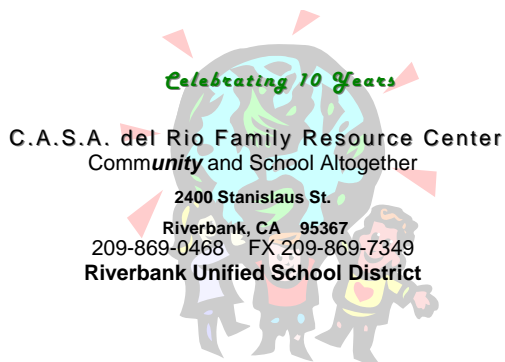 Celebrating 10 Years
C.A.S.A. del Rio Family Resource Center
Community and School Altogether
2400 Stanislaus St.
Riverbank, CA 95367
209-869-0468 FX 209-869-7349
Riverbank Unified School District